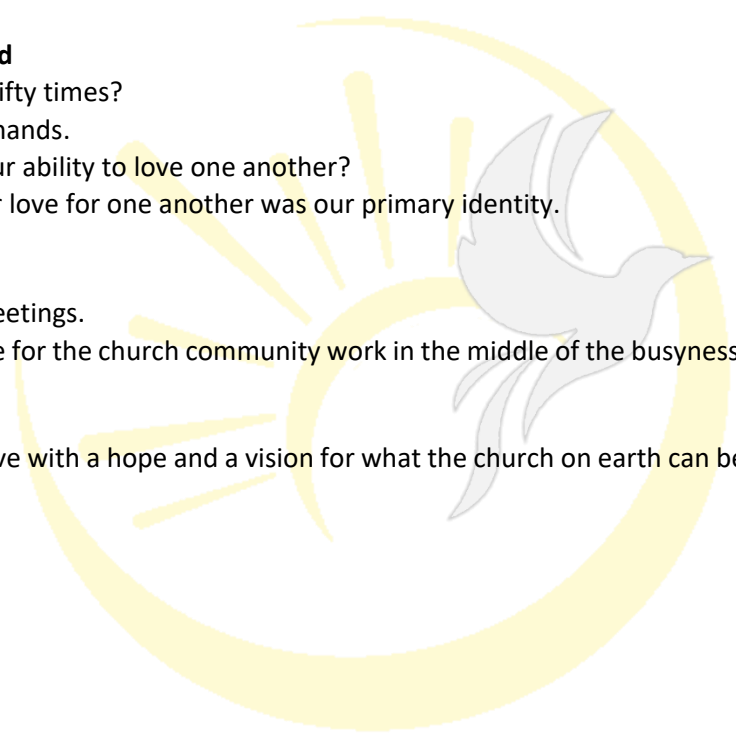 d
ifty times?
nands.
ur ability to love one another?
r love for one another was our primary identity.
eetings.
e for the church community work in the middle of the busyness
ve with a hope and a vision for what the church on earth can be